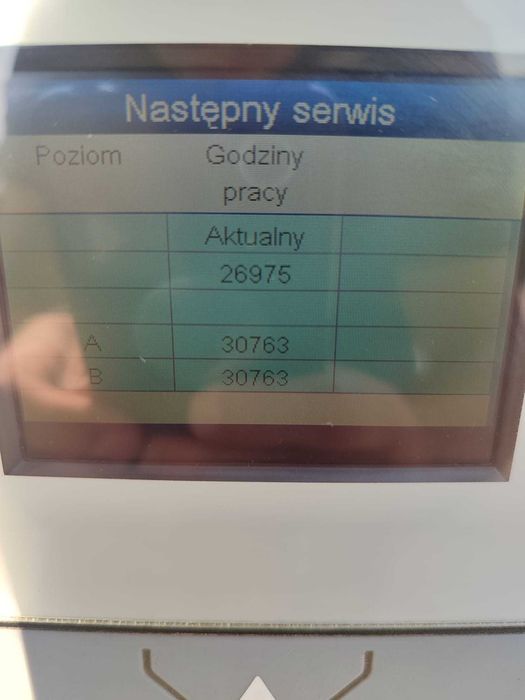 Następny serwis
Poziom Godziny
pracy
Aktualny
26975
A 30763
B 30763